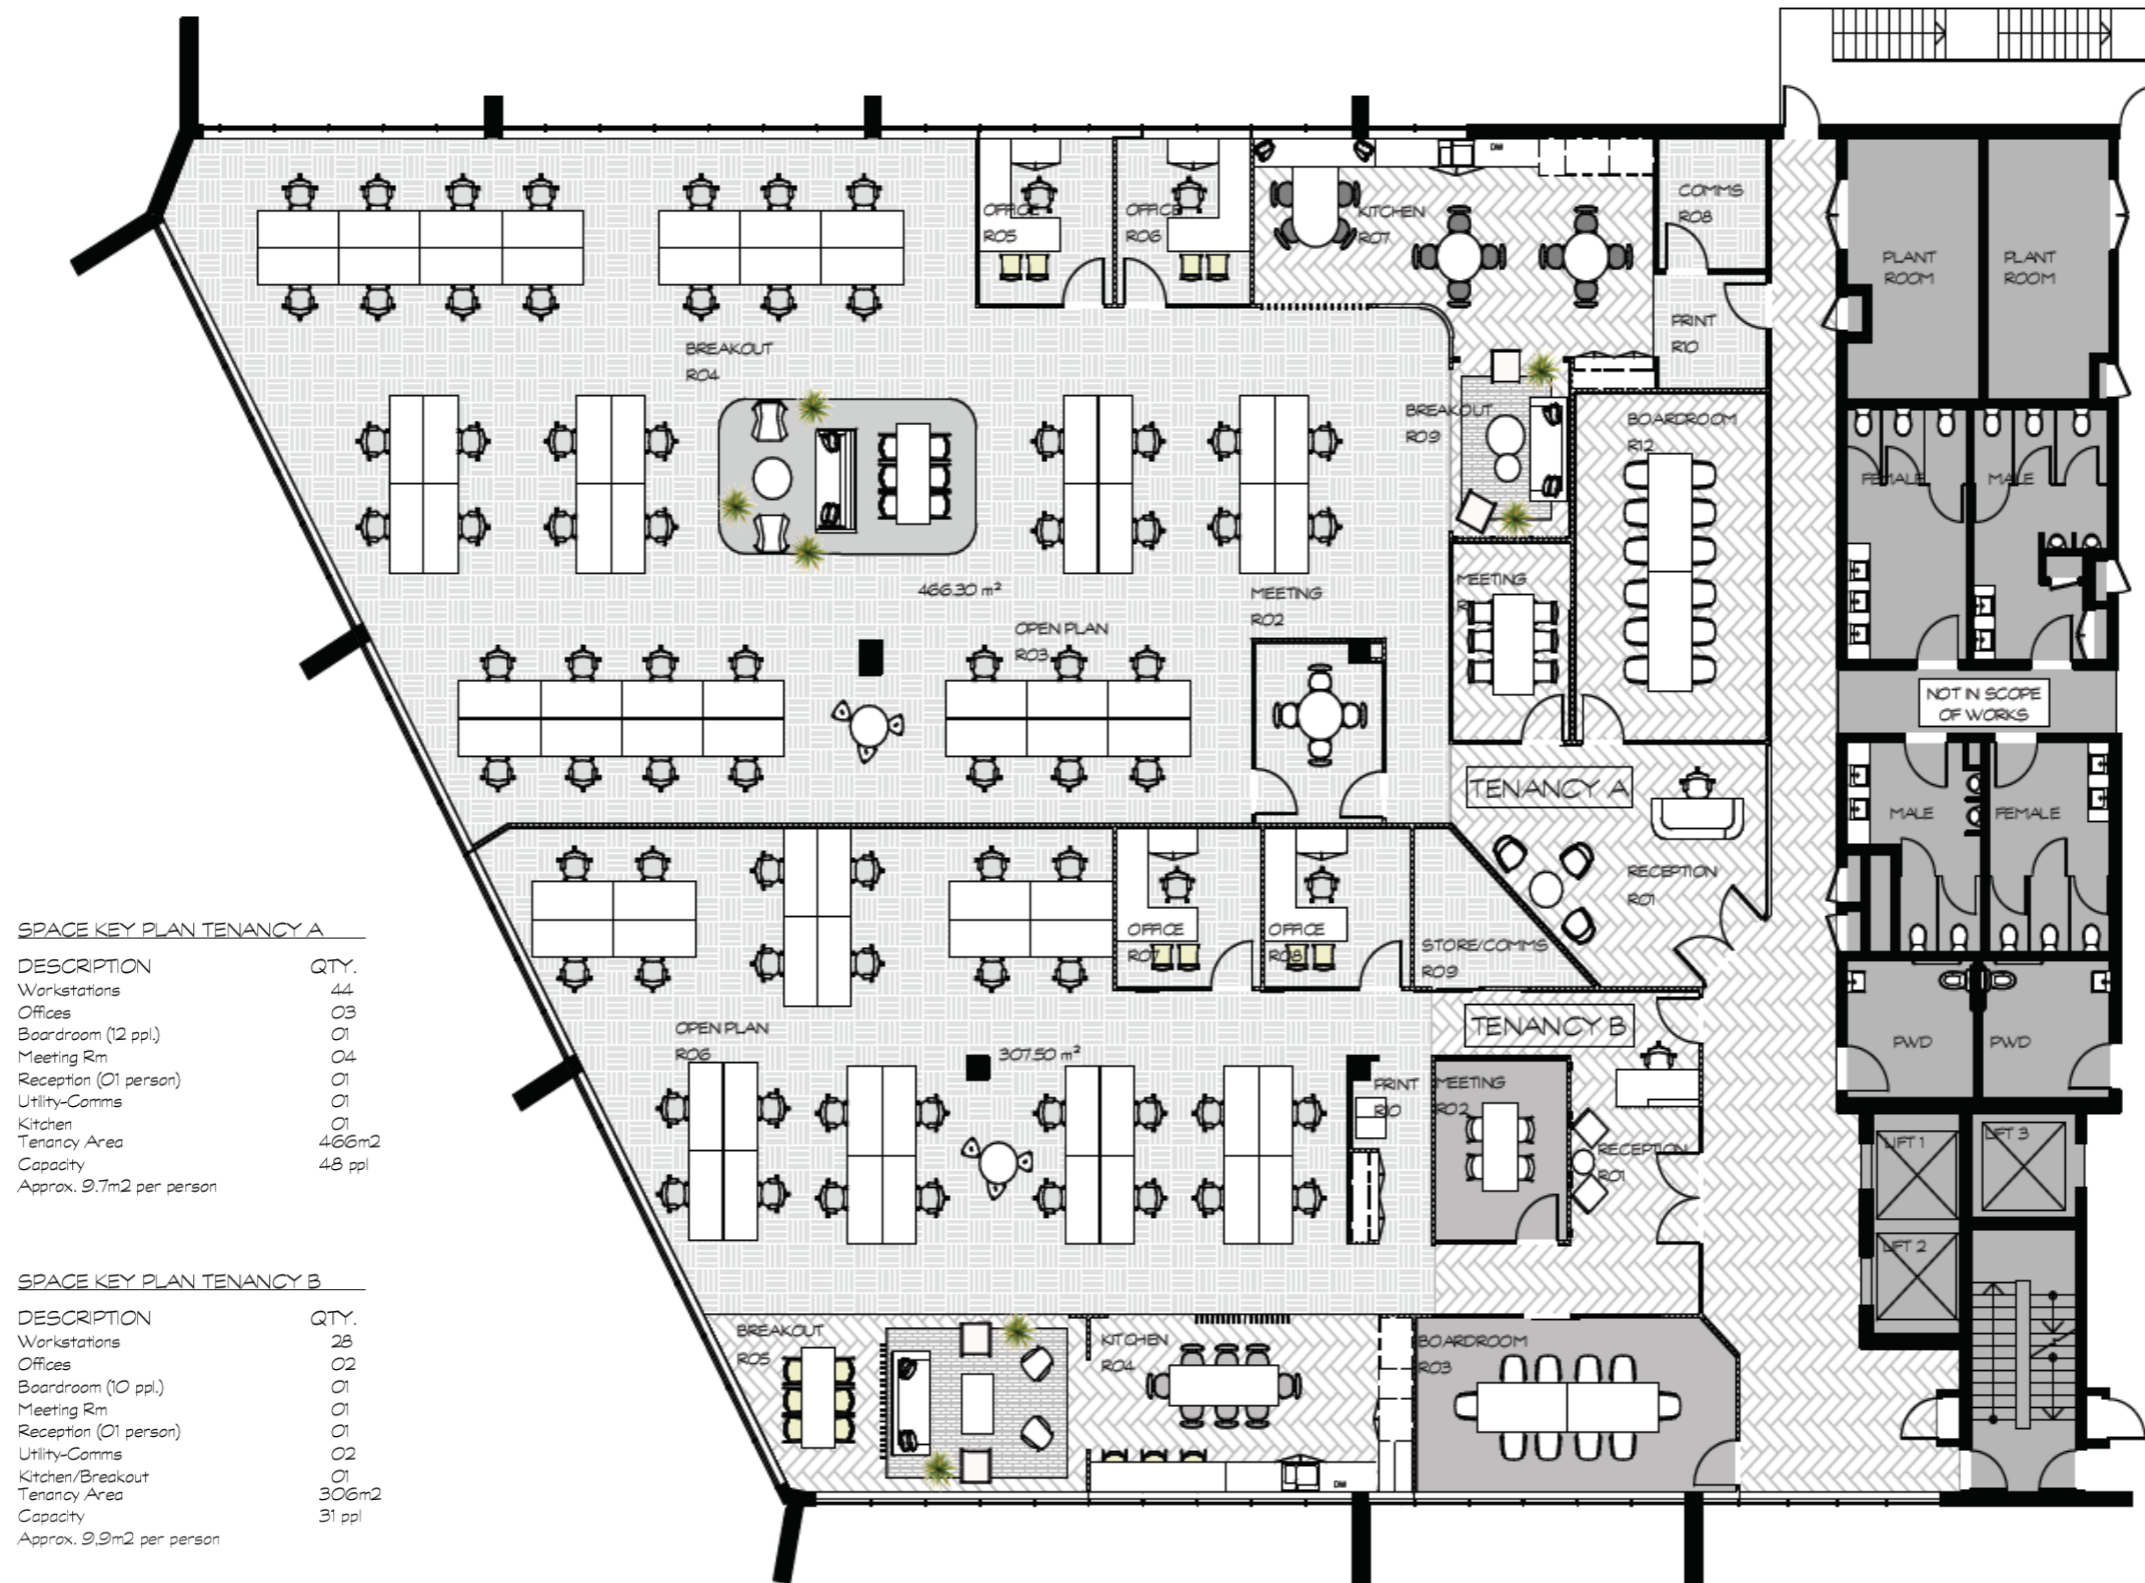 COMMS
R08
OFFICE
R05
OFFICE
R06
KITCHEN
R07
DW
PLANT
ROOM
PLANT
ROOM
PRINT
R10
BREAKOUT
R04
BREAKOUT
R09
BOARDROOM
R12
FEMALE
MALE
466.30 m²
MEETING
R02
MEETING
OPEN PLAN
R03
NOT IN SCOPE
OF WORKS
TENANCY A
MALE
FEMALE
RECEPTION
R01
OFFICE
R07
OFFICE
R08
STORE/COMMS
R09
TENANCY B
OPEN PLAN
R06
307.50 m²
PWD
PWD
PRINT
R10
MEETING
R02
RECEPTION
R01
LIFT 1
LIFT 3
LIFT 2
BREAKOUT
R05
KITCHEN
R04
BOARDROOM
R03
DW
SPACE KEY PLAN TENANCY A
DESCRIPTION QTY.
Workstations 44
Offices 03
Boardroom (12 ppl.) 01
Meeting Rm 04
Reception (01 person) 01
Utility-Comms 01
Kitchen 01
Tenancy Area 466m2
Capacity 48 ppl
Approx. 9.7m2 per person
SPACE KEY PLAN TENANCY B
DESCRIPTION QTY.
Workstations 28
Offices 02
Boardroom (10 ppl.) 01
Meeting Rm 01
Reception (01 person) 01
Utility-Comms 02
Kitchen/Breakout 01
Tenancy Area 306m2
Capacity 31 ppl
Approx. 9,9m2 per person